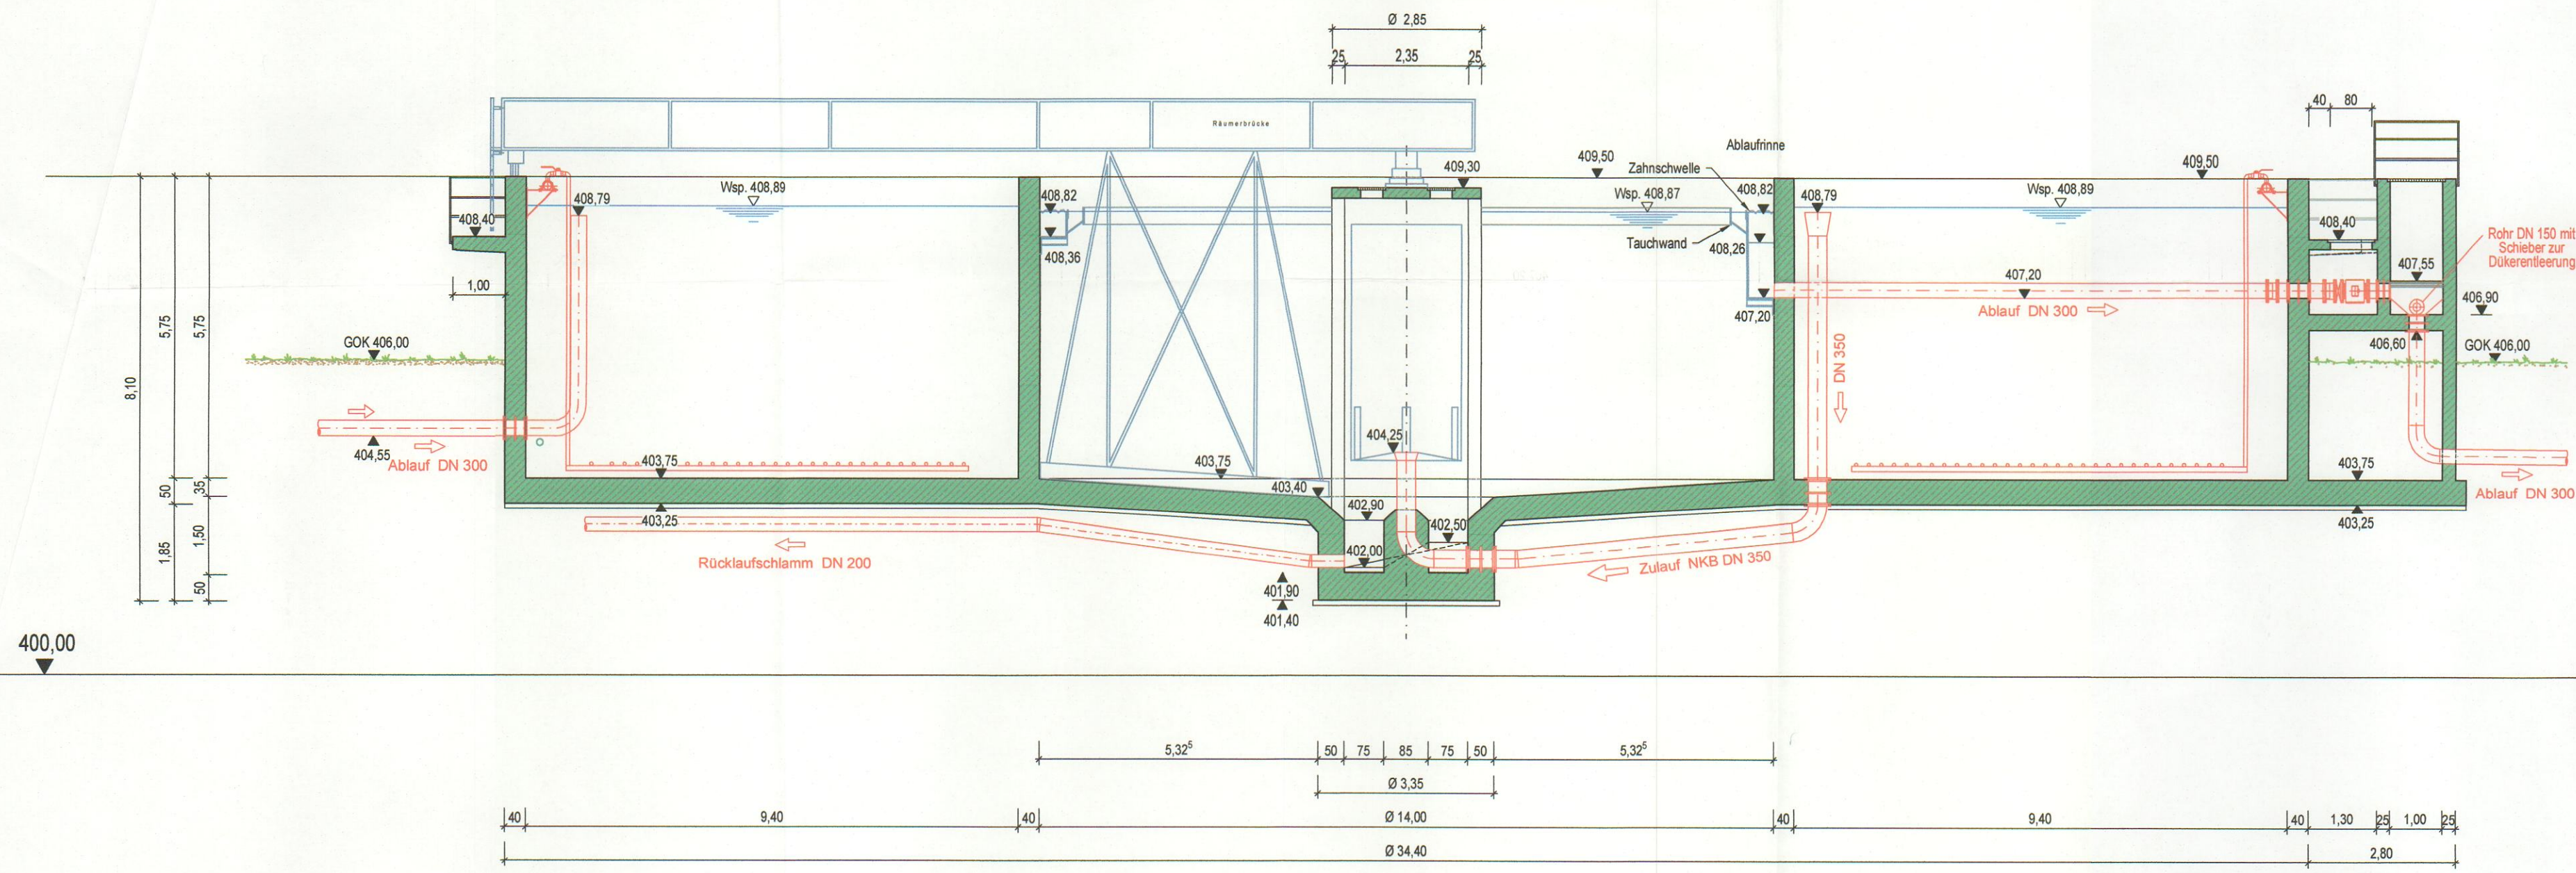 Ø 2,85
25 2,35 25
40 80
Räumerbrücke
Ablaufrinne
Zahnschwelle
409,50
409,30
409,50
Wsp. 408,89
408,79
408,82
Wsp. 408,87
408,82
408,79
Wsp. 408,89
408,40
408,40
Tauchwand
408,26
408,36
Rohr DN 150 mit
Schieber zur
Dükerentleerung
407,55
407,20
1,00
407,20
Ablauf DN 300
406,90
406,60
GOK 406,00
GOK 406,00
5,75
5,75
8,10
DN 350
404,55
Ablauf DN 300
404,25
403,75
403,75
403,75
403,40
50
35
402,90
402,50
403,25
403,25
Ablauf DN 300
1,85
1,50
50
402,00
Rücklaufschlamm DN 200
Zulauf NKB DN 350
401,90
401,40
400,00
5,32⁵ 50 75 85 75 50 5,32⁵
Ø 3,35
40 9,40 40 Ø 14,00 40 9,40 40 1,30 25 1,00 25
Ø 34,40 2,80